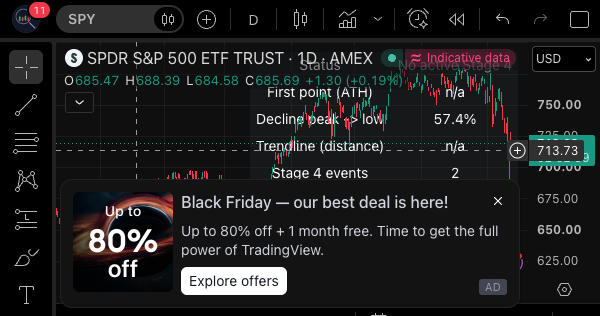 11
SPY
D
SPDR S&P 500 ETF TRUST · 1D · AMEX
Indicative data
USD
Status
No active Stage 4
O685.47 H688.39 L684.58 C685.69 +1.30 (+0.19%)
First point (ATH) n/a
750.00
Decline peak -> low 57.4%
Trendline (distance) n/a
713.73
Stage 4 events 2
700.00
675.00
650.00
625.00
Up to
80%
off
Black Friday — our best deal is here!
Up to 80% off + 1 month free. Time to get the full
power of TradingView.
Explore offers
AD
T